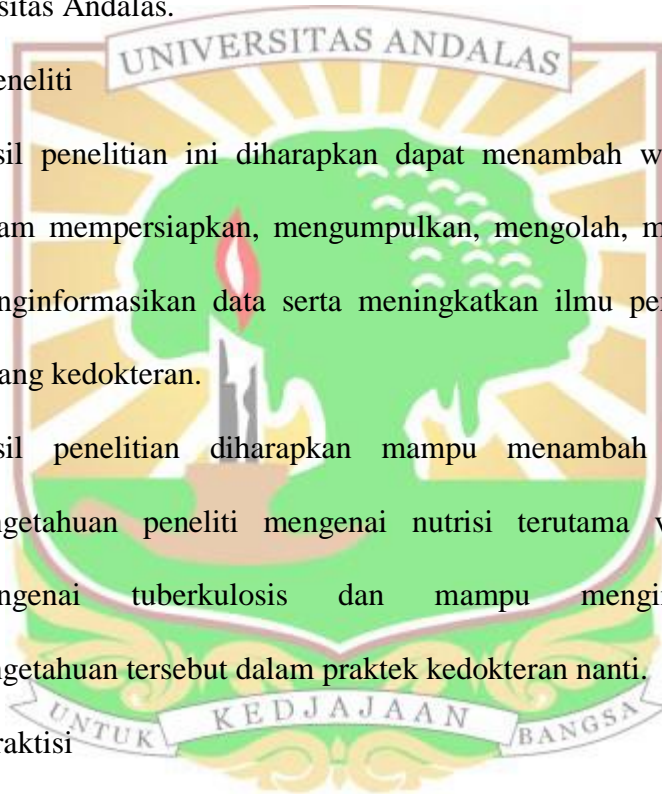 sitas Andalas.
UNIVERSITAS ANDALAS
eneliti
sil penelitian ini diharapkan dapat menambah w
am mempersiapkan, mengumpulkan, mengolah, m
nginformasikan data serta meningkatkan ilmu per
ang kedokteran.
sil penelitian diharapkan mampu menambah
ngetahuan peneliti mengenai nutrisi terutama v
engenai tuberkulosis dan mampu mengi
ngetahuan tersebut dalam praktek kedokteran nanti.
UNTUK KEDJAJAAN BANGSA
raktisi